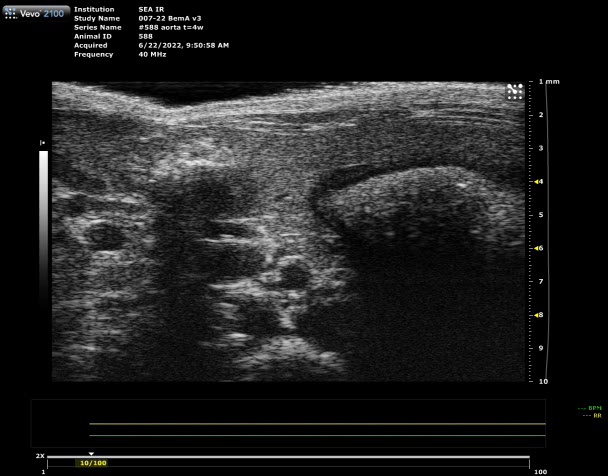 Vevo 2100
Institution SEA IR
Study Name 007-22 BemA v3
Series Name #588 aorta t=4w
Animal ID 588
Acquired 6/22/2022, 9:50:58 AM
Frequency 40 MHz
1 mm
2
3
4
5
6
7
8
9
10
--- BPM
--- RR
2X
10/100
1
100